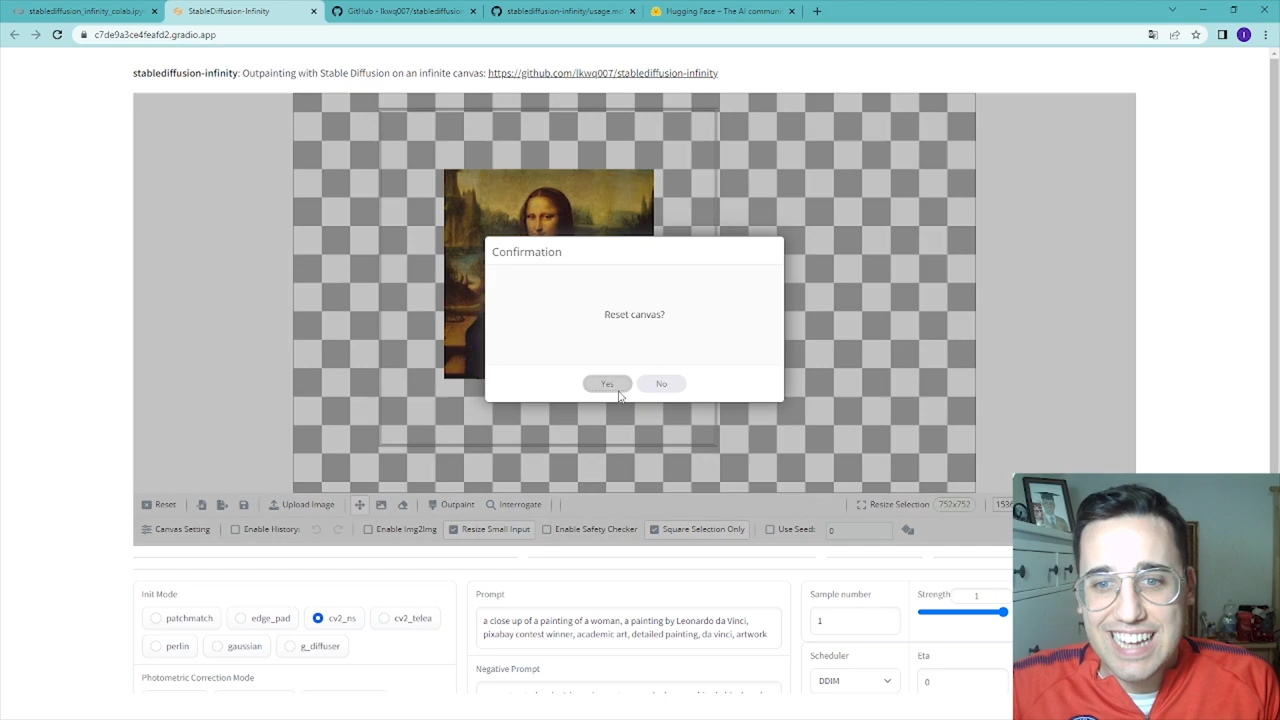 stablediffusion_infinity_colab.ipy
StableDiffusion-Infinity
GitHub - lkwq007/stablediffusion
stablediffusion-infinity/usage.md
Hugging Face – The AI commun
c7de9a3ce4feafd2.gradio.app
stablediffusion-infinity: Outpainting with Stable Diffusion on an infinite canvas: https://github.com/lkwq007/stablediffusion-infinity
Confirmation
Reset canvas?
Yes No
Reset Upload Image Outpaint Interrogate Resize Selection 752x752 1536
Canvas Setting Enable History: Enable Img2Img Resize Small Input Enable Safety Checker Square Selection Only Use Seed: 0
Init Mode
patchmatch edge_pad cv2_ns cv2_telea
perlin gaussian g_diffuser
Photometric Correction Mode
Prompt
a close up of a painting of a woman, a painting by Leonardo da Vinci,
pixabay contest winner, academic art, detailed painting, da vinci, artwork
Negative Prompt
Sample number
1
Strength 1
Scheduler
DDIM
Eta
0